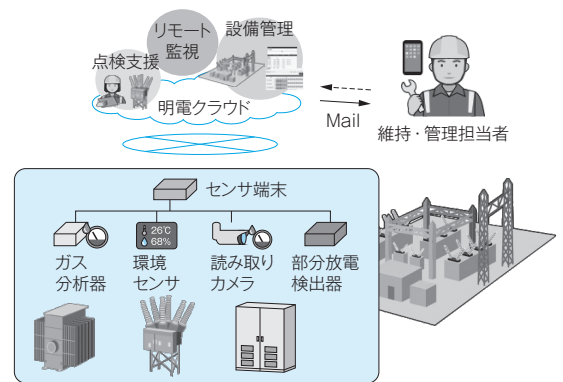 リモート
監視
設備管理
点検支援
明電クラウド
Mail
維持・管理担当者
センサ端末
26℃
68%
ガス
分析器
環境
センサ
読み取り
カメラ
部分放電
検出器